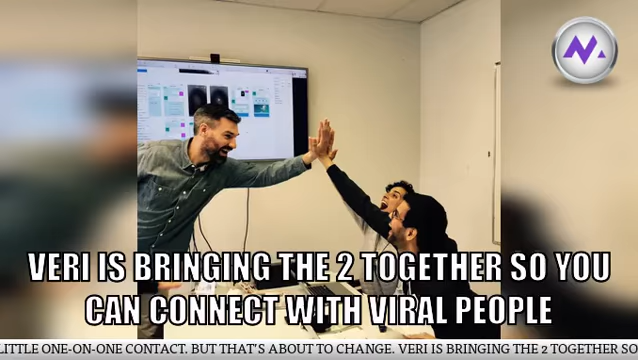 VERI IS BRINGING THE 2 TOGETHER SO YOU
CAN CONNECT WITH VIRAL PEOPLE
LITTLE ONE-ON-ONE CONTACT. BUT THAT'S ABOUT TO CHANGE. VERI IS BRINGING THE 2 TOGETHER SO